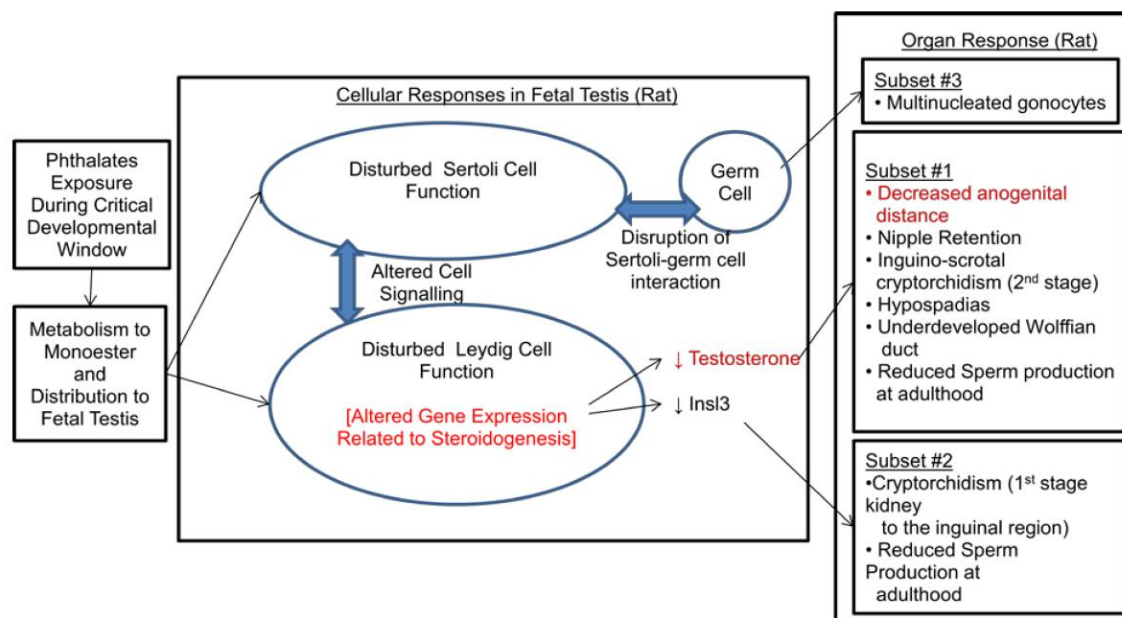 Phthalates
Exposure
During Critical
Developmental
Window
Metabolism to
Monoester
and
Distribution to
Fetal Testis
Cellular Responses in Fetal Testis (Rat)
Disturbed Sertoli Cell
Function
Germ
Cell
Disruption of
Sertoli-germ cell
interaction
Altered Cell
Signalling
Disturbed Leydig Cell
Function
[Altered Gene Expression
Related to Steroidogenesis]
↓ Testosterone
↓ Insl3
Organ Response (Rat)
Subset #3
• Multinucleated gonocytes
Subset #1
• Decreased anogenital
distance
• Nipple Retention
• Inguino-scrotal
cryptorchidism (2nd stage)
• Hypospadias
• Underdeveloped Wolffian
duct
• Reduced Sperm production
at adulthood
Subset #2
•Cryptorchidism (1st stage
kidney
to the inguinal region)
• Reduced Sperm
Production at
adulthood